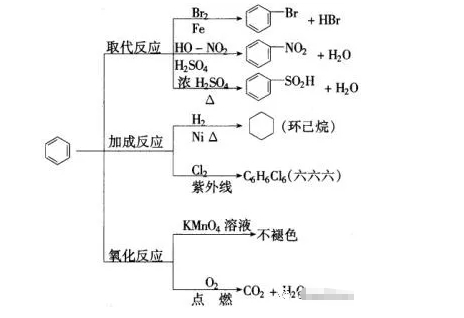 Br2
Fe
Br
+ HBr
取代反应
HO - NO2
H2SO4
NO2
+ H2O
浓 H2SO4
Δ
SO2H
+ H2O
加成反应
H2
Ni Δ
(环己烷)
Cl2
紫外线
C6H6Cl6(六六六)
氧化反应
KMnO4 溶液
不褪色
O2
点燃
CO2 + H2O